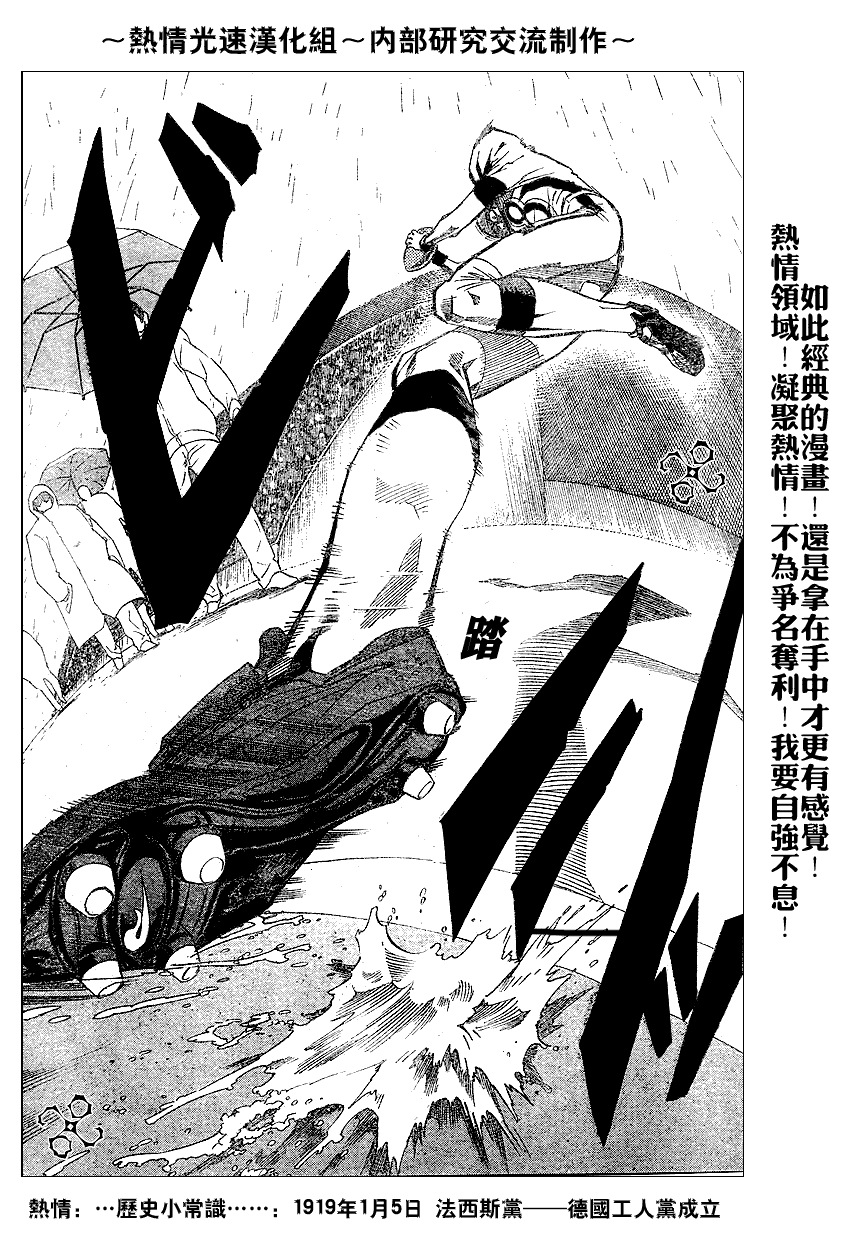 ～熱情光速漢化組～内部研究交流制作～
如此經典的漫畫！還是拿在手中才更有感覺！
熱情領域！凝聚熱情！不為爭名奪利！我要自強不息！
踏
熱情：…歷史小常識……：1919年1月5日 法西斯黨——德國工人黨成立